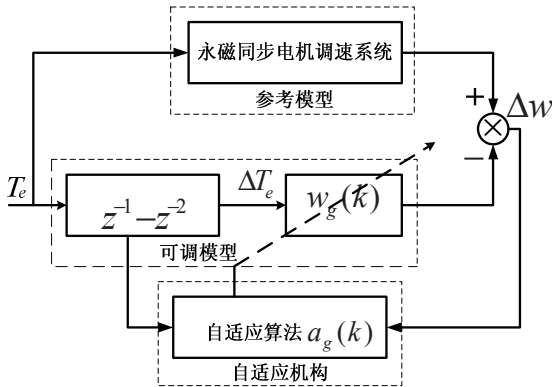 永磁同步电机调速系统
参考模型
+
Δw
−
T_e
z^{-1}-z^{-2}
ΔT_e
w_g(k)
可调模型
自适应算法 a_g(k)
自适应机构